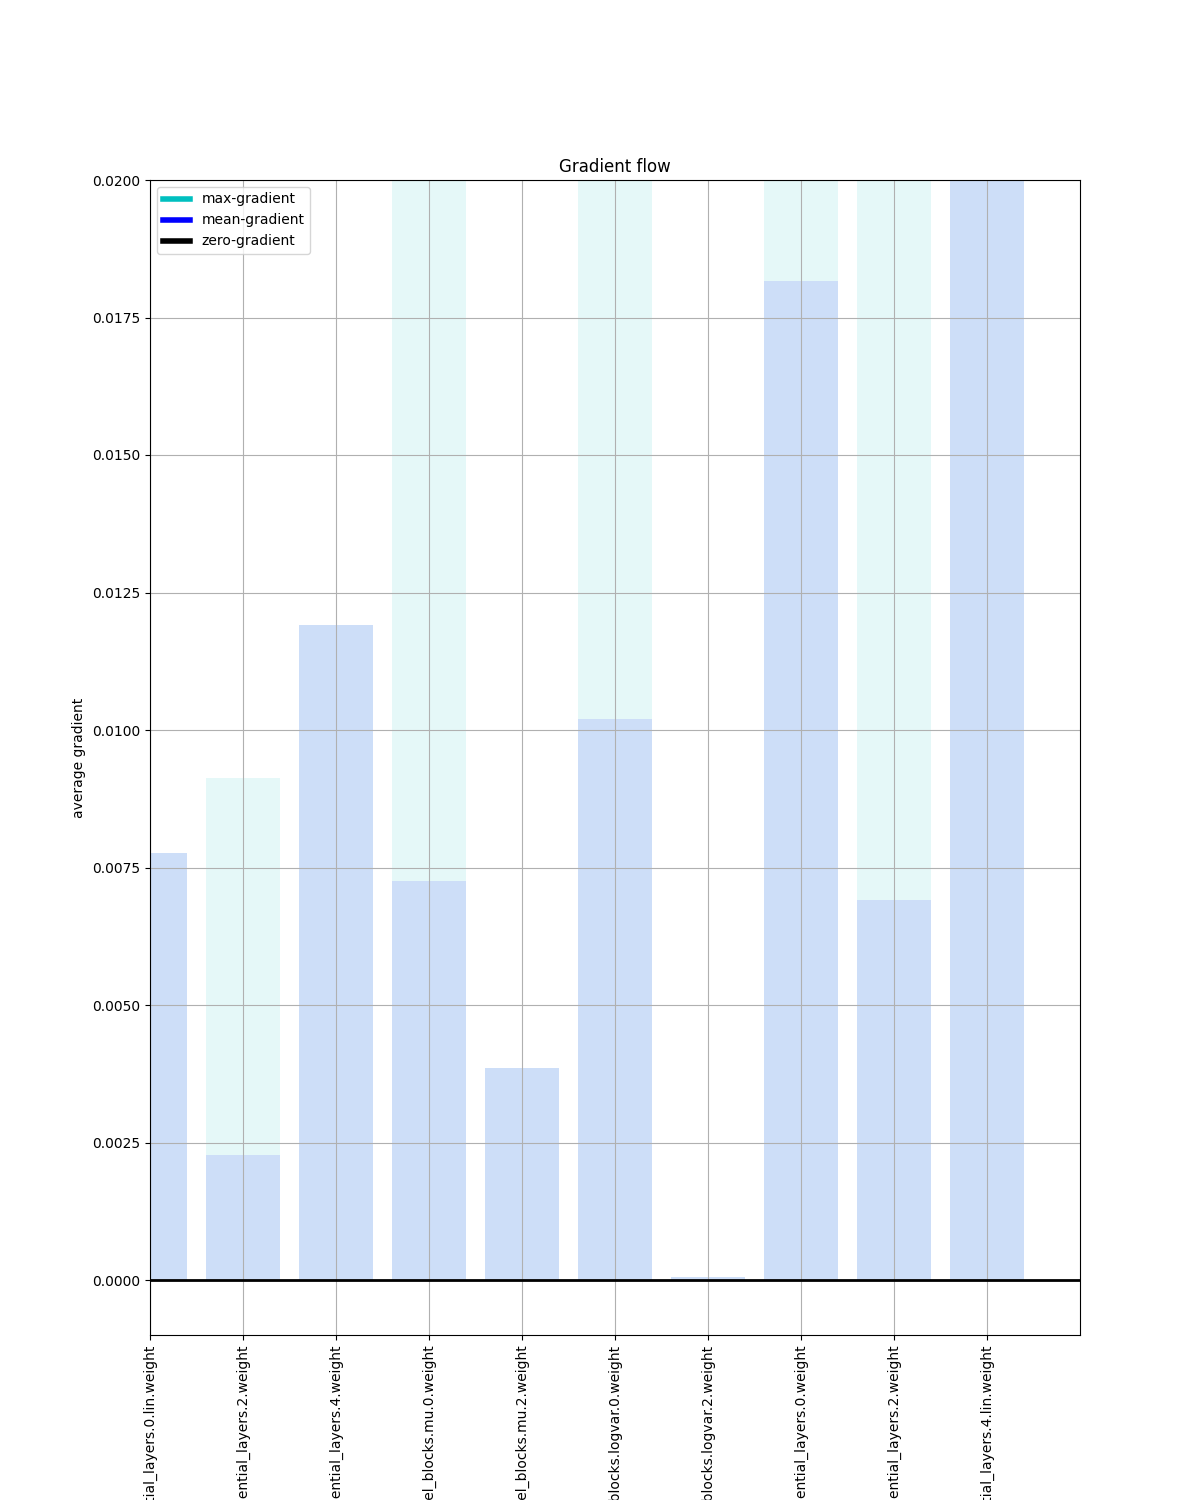 Gradient flow
max-gradient
mean-gradient
zero-gradient
0.0200
0.0175
0.0150
0.0125
0.0100
0.0075
0.0050
0.0025
0.0000
average gradient
tial_layers.0.lin.weight
ential_layers.2.weight
ential_layers.4.weight
el_blocks.mu.0.weight
el_blocks.mu.2.weight
blocks.logvar.0.weight
blocks.logvar.2.weight
ential_layers.0.weight
ential_layers.2.weight
tial_layers.4.lin.weight